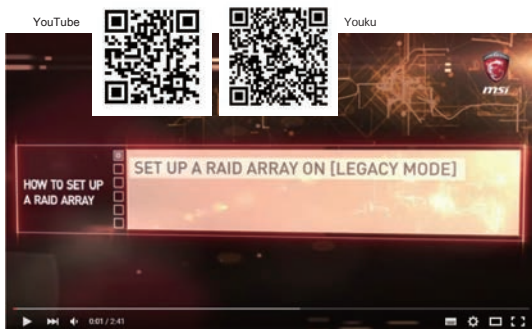 YouTube
Youku
msi
SET UP A RAID ARRAY ON [LEGACY MODE]
HOW TO SET UP
A RAID ARRAY
0:01 / 2:41